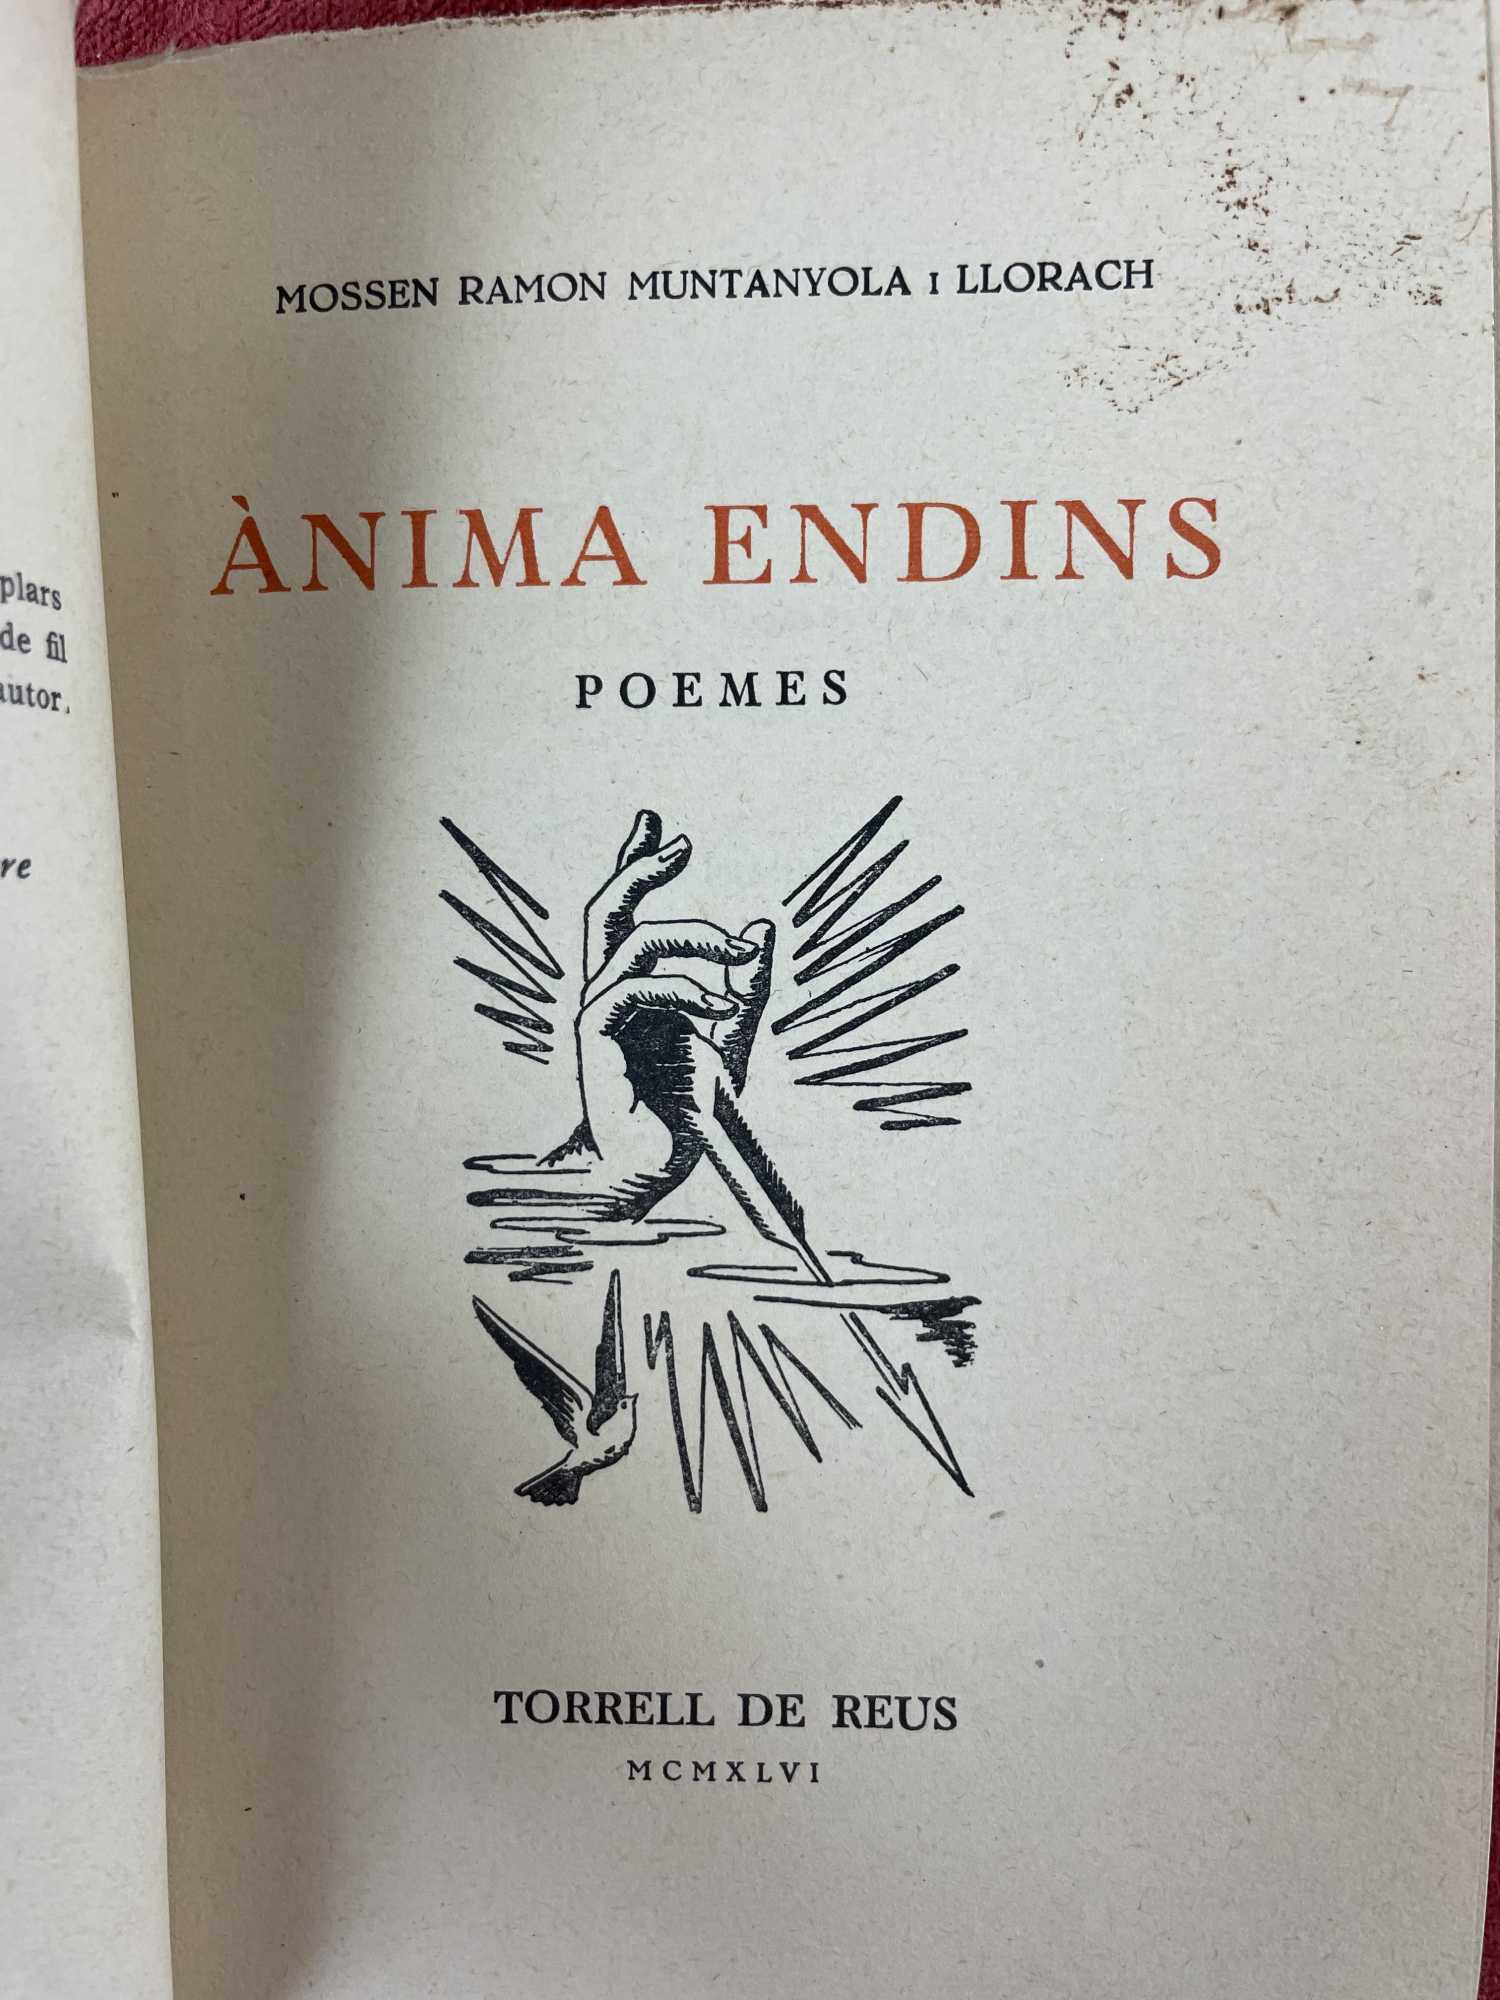 plars
de fil
autor.
re
MOSSEN RAMON MUNTANYOLA I LLORACH
ÀNIMA ENDINS
POEMES
TORRELL DE REUS
MCMXLVI